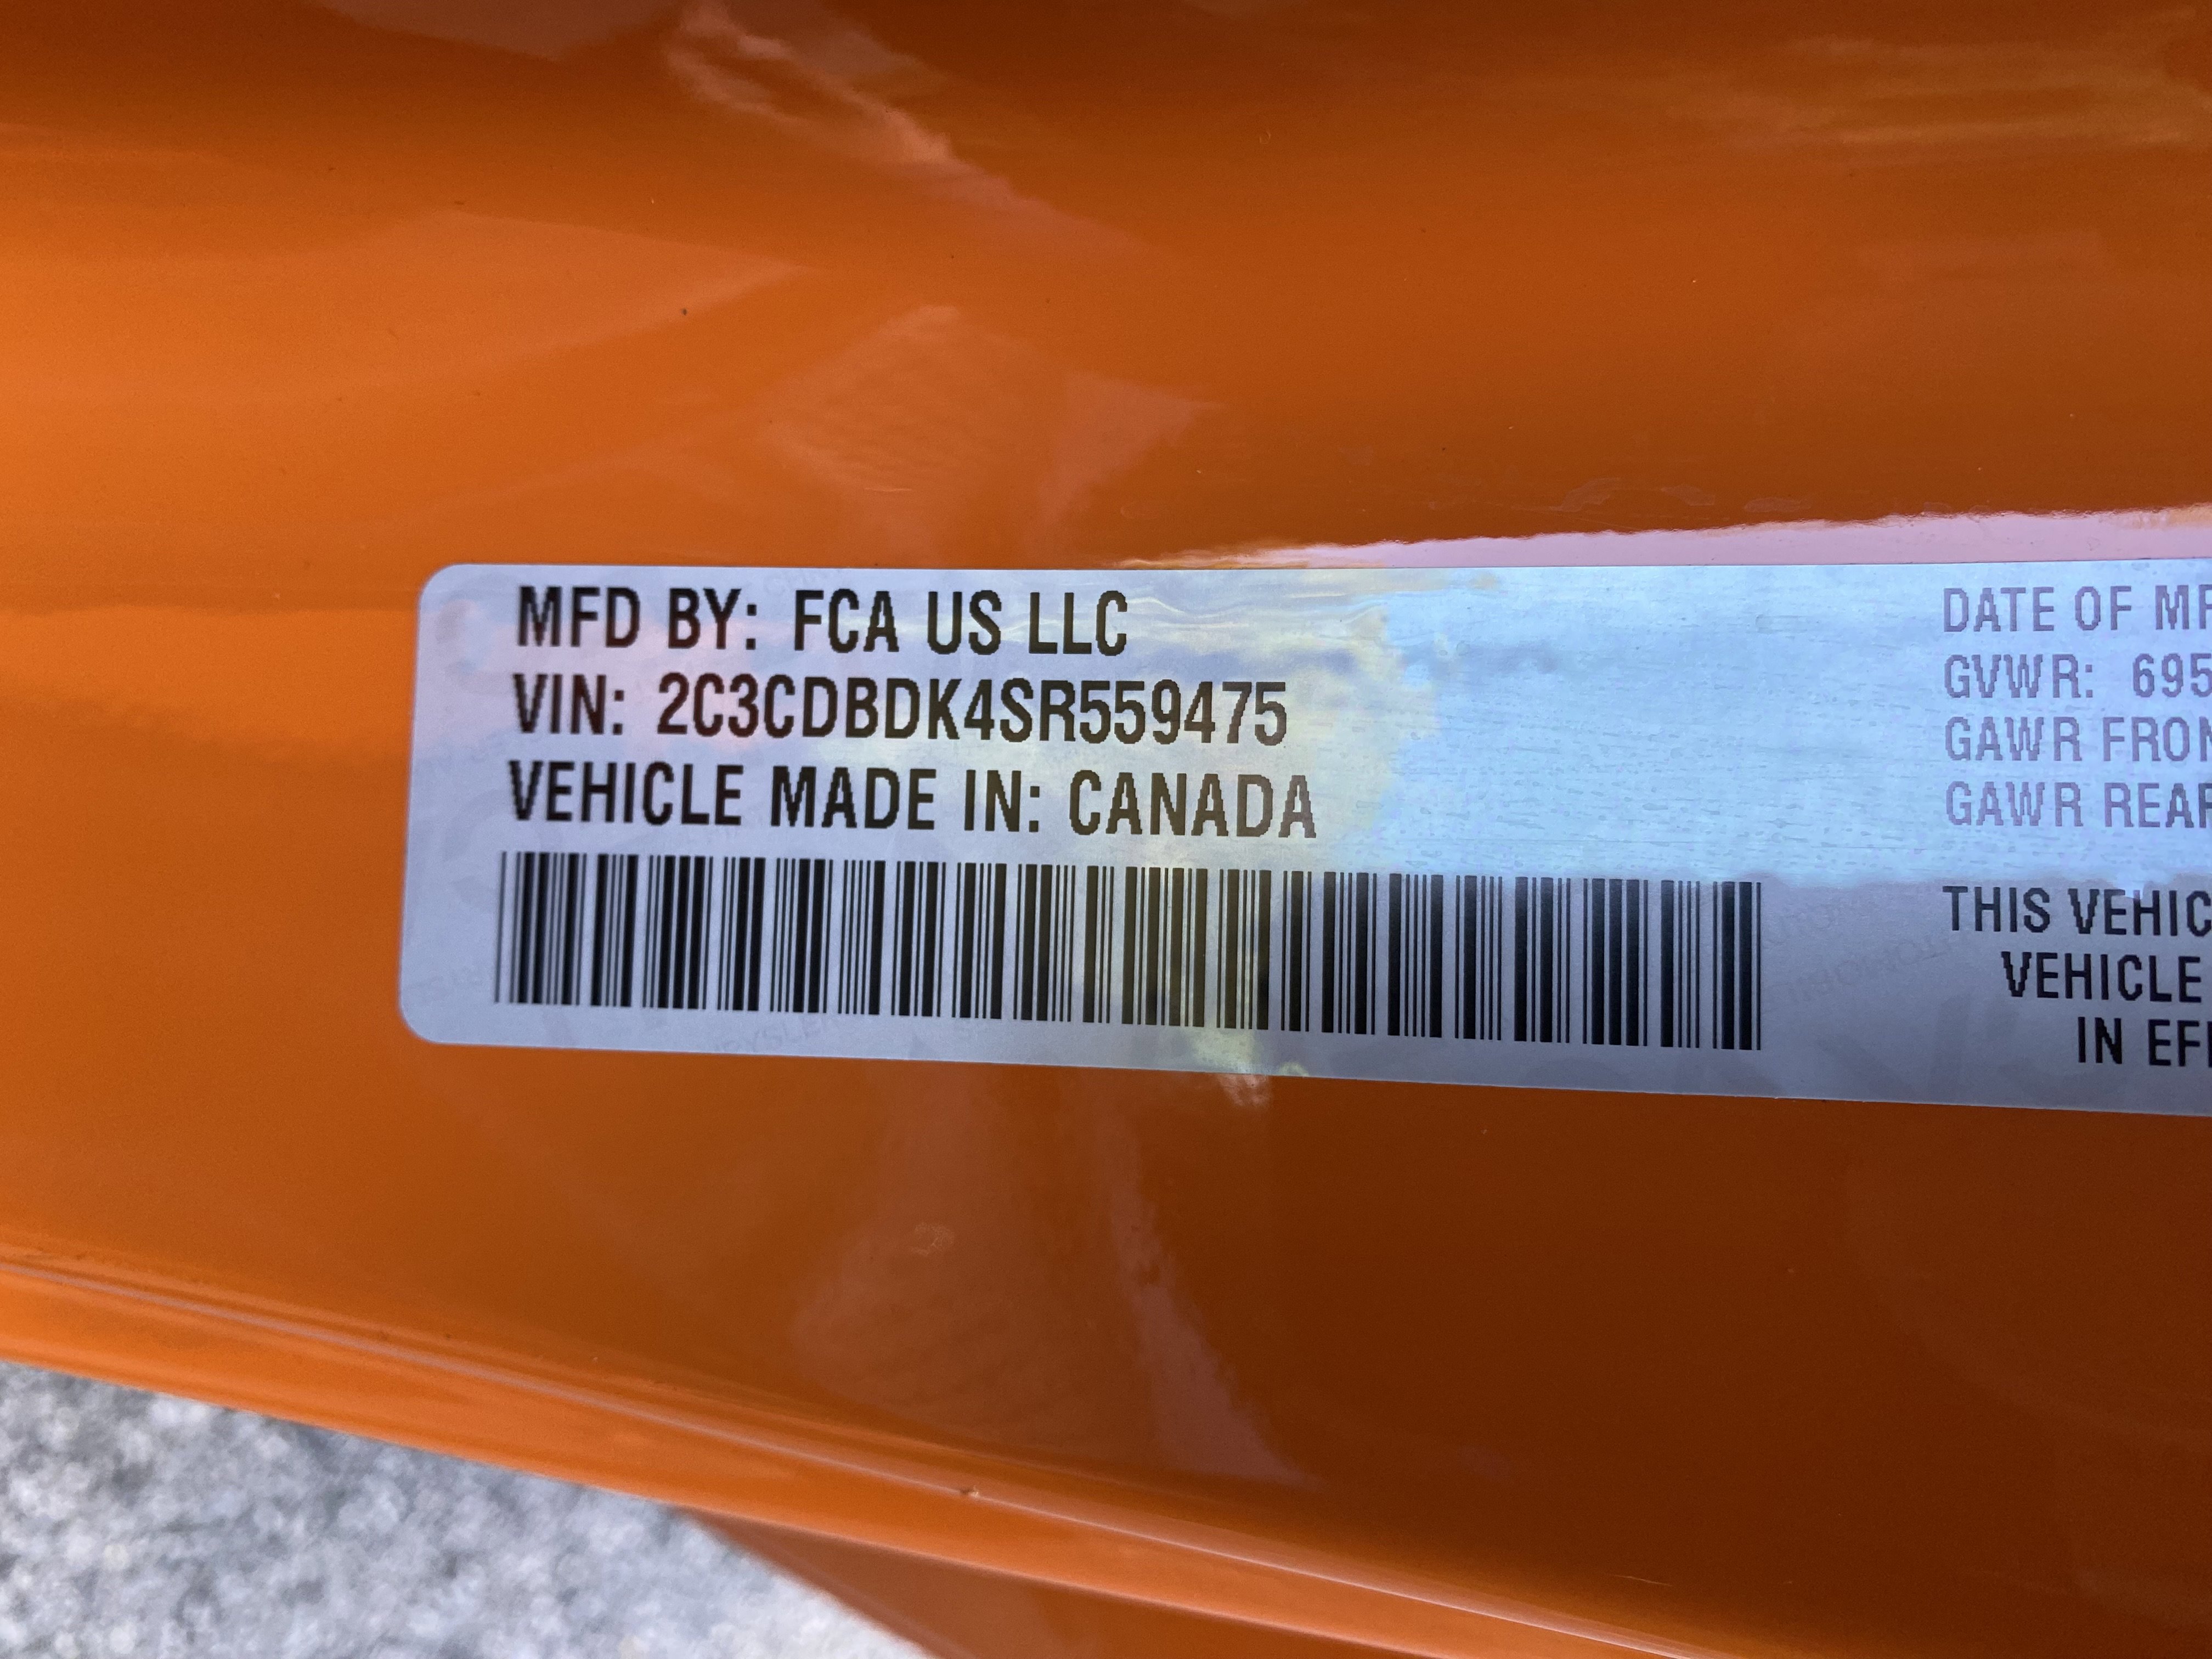 MFD BY: FCA US LLC
VIN: 2C3CDBDK4SR559475
VEHICLE MADE IN: CANADA
DATE OF MF
GVWR: 695
GAWR FRON
GAWR REAR
THIS VEHIC
VEHICLE
IN EFF